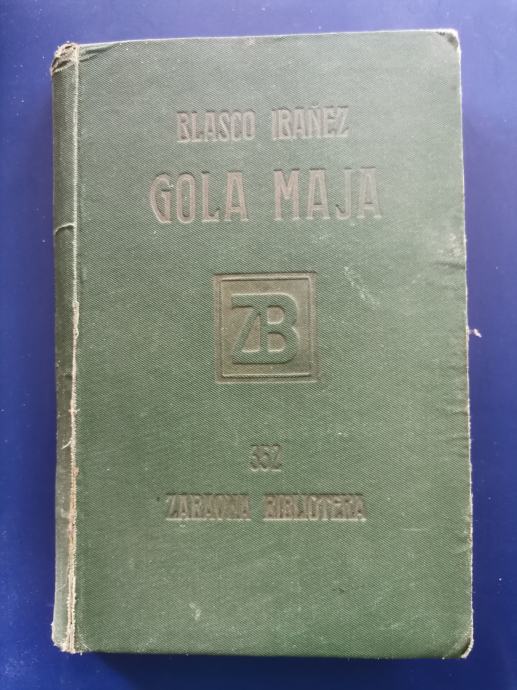 BLASCO IBAÑEZ
GOLA MAJA
ZB
352
ZABAVNA BIBLIOTEKA